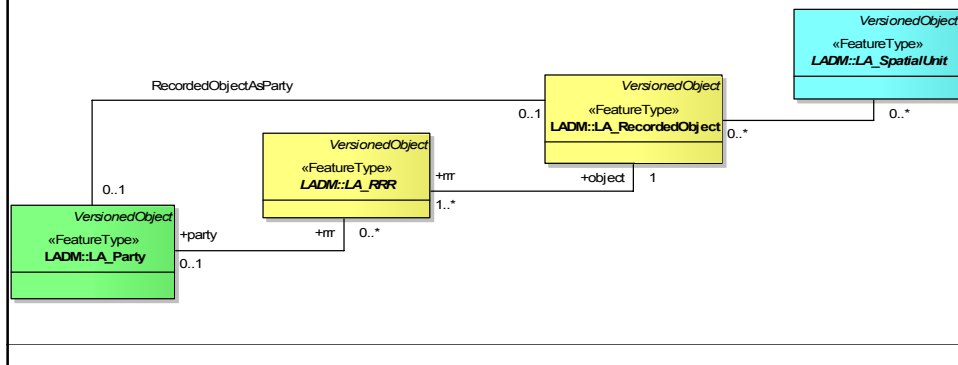 VersionedObject
«FeatureType»
LADM::LA_SpatialUnit
0..*
RecordedObjectAsParty
0..1
VersionedObject
«FeatureType»
LADM::LA_RecordedObject
0..*
VersionedObject
«FeatureType»
LADM::LA_RRR
+rrr
1..*
+object
1
0..1
VersionedObject
«FeatureType»
LADM::LA_Party
+party
0..1
+rrr
0..*